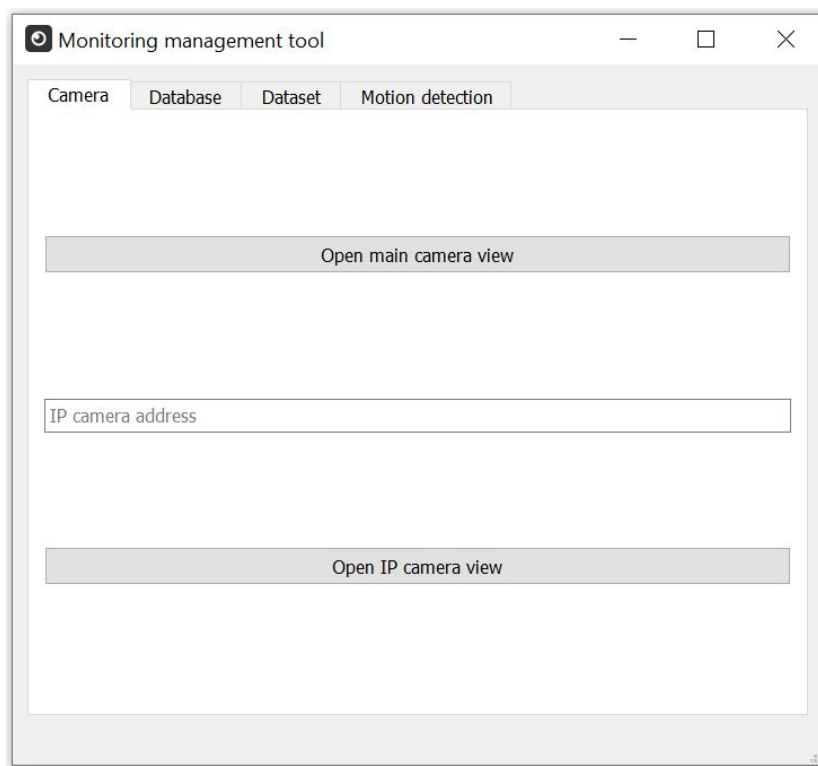 Monitoring management tool
Camera Database Dataset Motion detection
Open main camera view
IP camera address
Open IP camera view